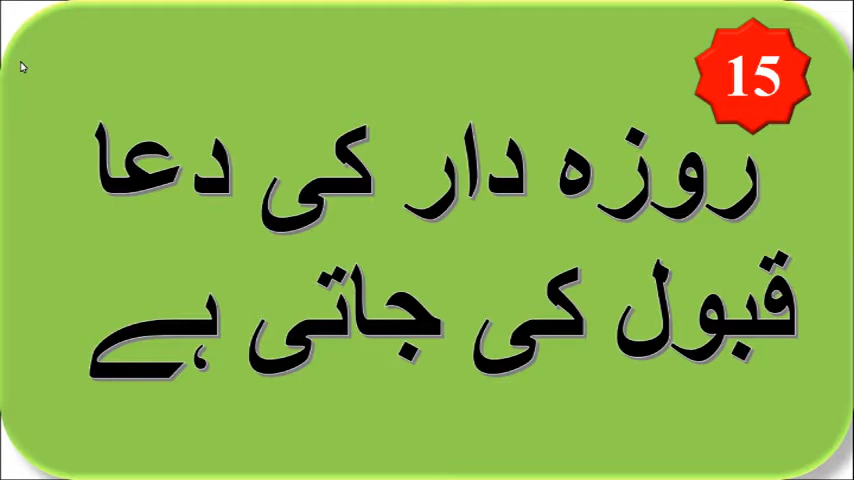 15
روزہ دار کی دعا
قبول کی جاتی ہے